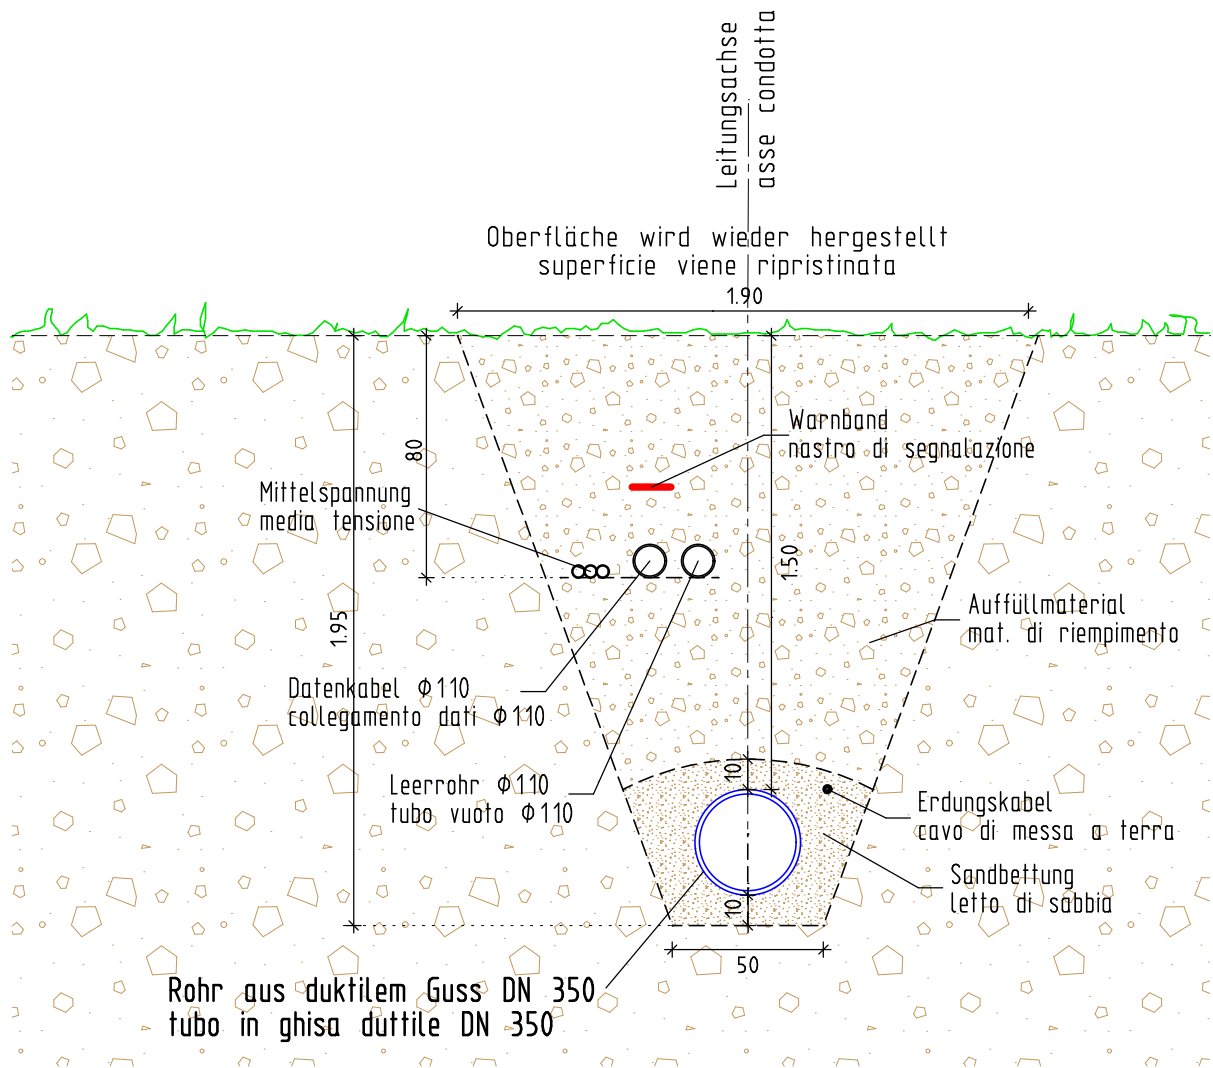 Leitungsachse
asse condotta
Oberfläche wird wieder hergestellt
superficie viene ripristinata
1.90
Warnband
nastro di segnalazione
80
Mittelspannung
media tensione
1.50
1.95
Auffüllmaterial
mat. di riempimento
Datenkabel Φ110
collegamento dati Φ110
10
Leerrohr Φ110
tubo vuoto Φ110
Erdungskabel
cavo di messa a terra
Sandbettung
letto di sabbia
10
50
Rohr aus duktilem Guss DN 350
tubo in ghisa duttile DN 350